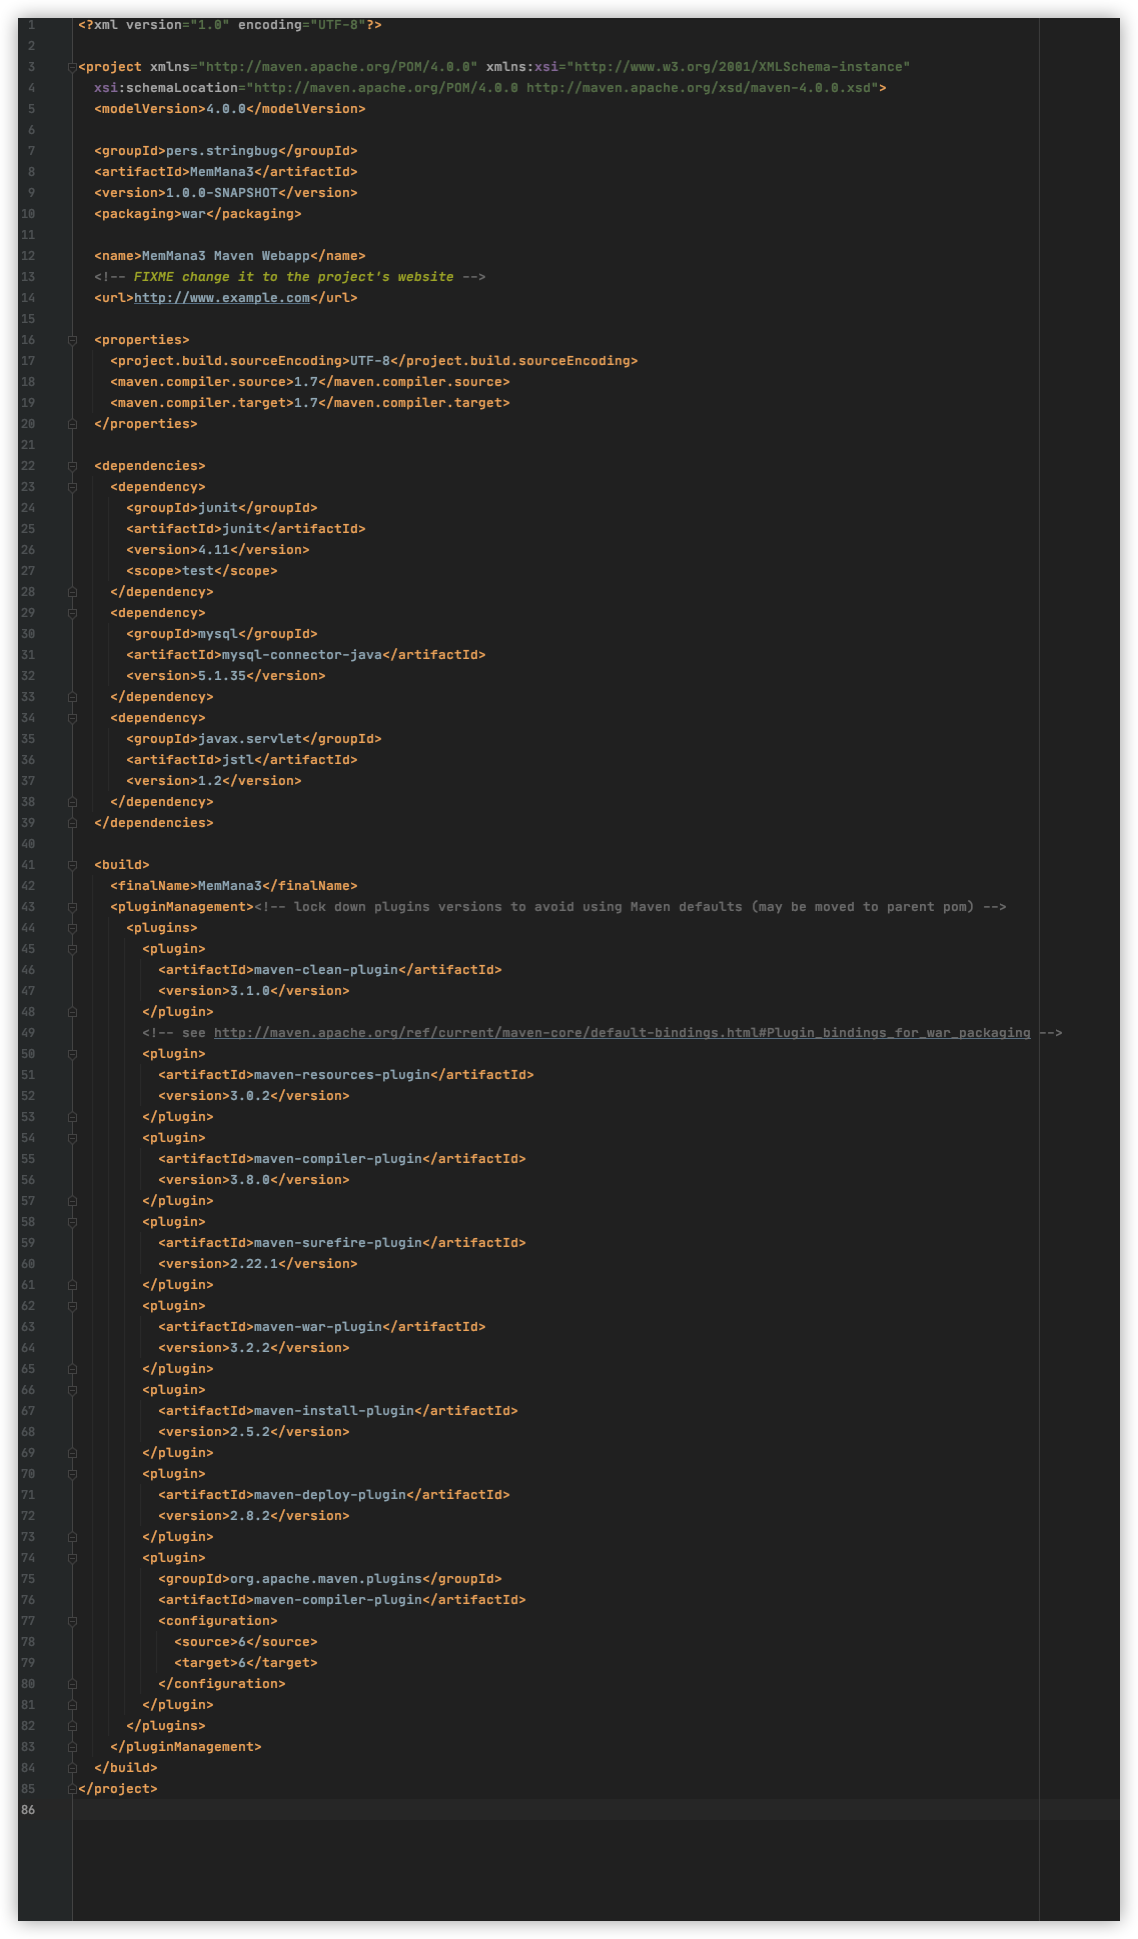 1 <?xml version="1.0" encoding="UTF-8"?>
2
3 <project xmlns="http://maven.apache.org/POM/4.0.0" xmlns:xsi="http://www.w3.org/2001/XMLSchema-instance"
4 xsi:schemaLocation="http://maven.apache.org/POM/4.0.0 http://maven.apache.org/xsd/maven-4.0.0.xsd">
5 <modelVersion>4.0.0</modelVersion>
6
7 <groupId>pers.stringbug</groupId>
8 <artifactId>MemMana3</artifactId>
9 <version>1.0.0-SNAPSHOT</version>
10 <packaging>war</packaging>
11
12 <name>MemMana3 Maven Webapp</name>
13 <!-- FIXME change it to the project's website -->
14 <url>http://www.example.com</url>
15
16 <properties>
17 <project.build.sourceEncoding>UTF-8</project.build.sourceEncoding>
18 <maven.compiler.source>1.7</maven.compiler.source>
19 <maven.compiler.target>1.7</maven.compiler.target>
20 </properties>
21
22 <dependencies>
23 <dependency>
24 <groupId>junit</groupId>
25 <artifactId>junit</artifactId>
26 <version>4.11</version>
27 <scope>test</scope>
28 </dependency>
29 <dependency>
30 <groupId>mysql</groupId>
31 <artifactId>mysql-connector-java</artifactId>
32 <version>5.1.35</version>
33 </dependency>
34 <dependency>
35 <groupId>javax.servlet</groupId>
36 <artifactId>jstl</artifactId>
37 <version>1.2</version>
38 </dependency>
39 </dependencies>
40
41 <build>
42 <finalName>MemMana3</finalName>
43 <pluginManagement><!-- lock down plugins versions to avoid using Maven defaults (may be moved to parent pom) -->
44 <plugins>
45 <plugin>
46 <artifactId>maven-clean-plugin</artifactId>
47 <version>3.1.0</version>
48 </plugin>
49 <!-- see http://maven.apache.org/ref/current/maven-core/default-bindings.html#Plugin_bindings_for_war_packaging -->
50 <plugin>
51 <artifactId>maven-resources-plugin</artifactId>
52 <version>3.0.2</version>
53 </plugin>
54 <plugin>
55 <artifactId>maven-compiler-plugin</artifactId>
56 <version>3.8.0</version>
57 </plugin>
58 <plugin>
59 <artifactId>maven-surefire-plugin</artifactId>
60 <version>2.22.1</version>
61 </plugin>
62 <plugin>
63 <artifactId>maven-war-plugin</artifactId>
64 <version>3.2.2</version>
65 </plugin>
66 <plugin>
67 <artifactId>maven-install-plugin</artifactId>
68 <version>2.5.2</version>
69 </plugin>
70 <plugin>
71 <artifactId>maven-deploy-plugin</artifactId>
72 <version>2.8.2</version>
73 </plugin>
74 <plugin>
75 <groupId>org.apache.maven.plugins</groupId>
76 <artifactId>maven-compiler-plugin</artifactId>
77 <configuration>
78 <source>6</source>
79 <target>6</target>
80 </configuration>
81 </plugin>
82 </plugins>
83 </pluginManagement>
84 </build>
85 </project>
86